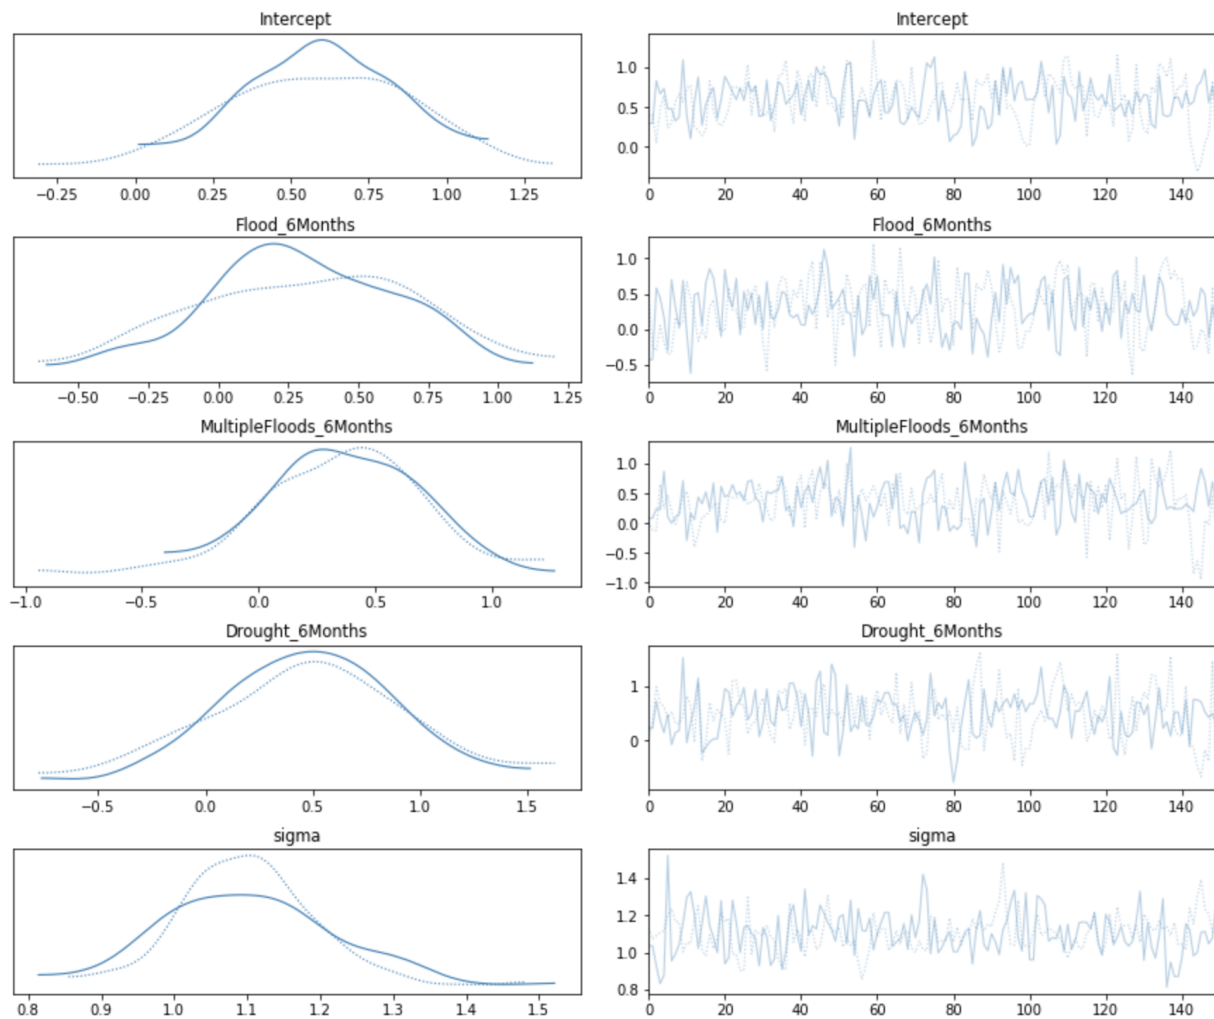 Intercept Intercept
1.0
0.5
0.0
−0.25 0.00 0.25 0.50 0.75 1.00 1.25 0 20 40 60 80 100 120 140
Flood_6Months Flood_6Months
1.0
0.5
0.0
−0.5
−0.50 −0.25 0.00 0.25 0.50 0.75 1.00 1.25 0 20 40 60 80 100 120 140
MultipleFloods_6Months MultipleFloods_6Months
1.0
0.5
0.0
−0.5
−1.0
−1.0 −0.5 0.0 0.5 1.0 0 20 40 60 80 100 120 140
Drought_6Months Drought_6Months
1
0
−0.5 0.0 0.5 1.0 1.5 0 20 40 60 80 100 120 140
sigma sigma
1.4
1.2
1.0
0.8
0.8 0.9 1.0 1.1 1.2 1.3 1.4 1.5 0 20 40 60 80 100 120 140